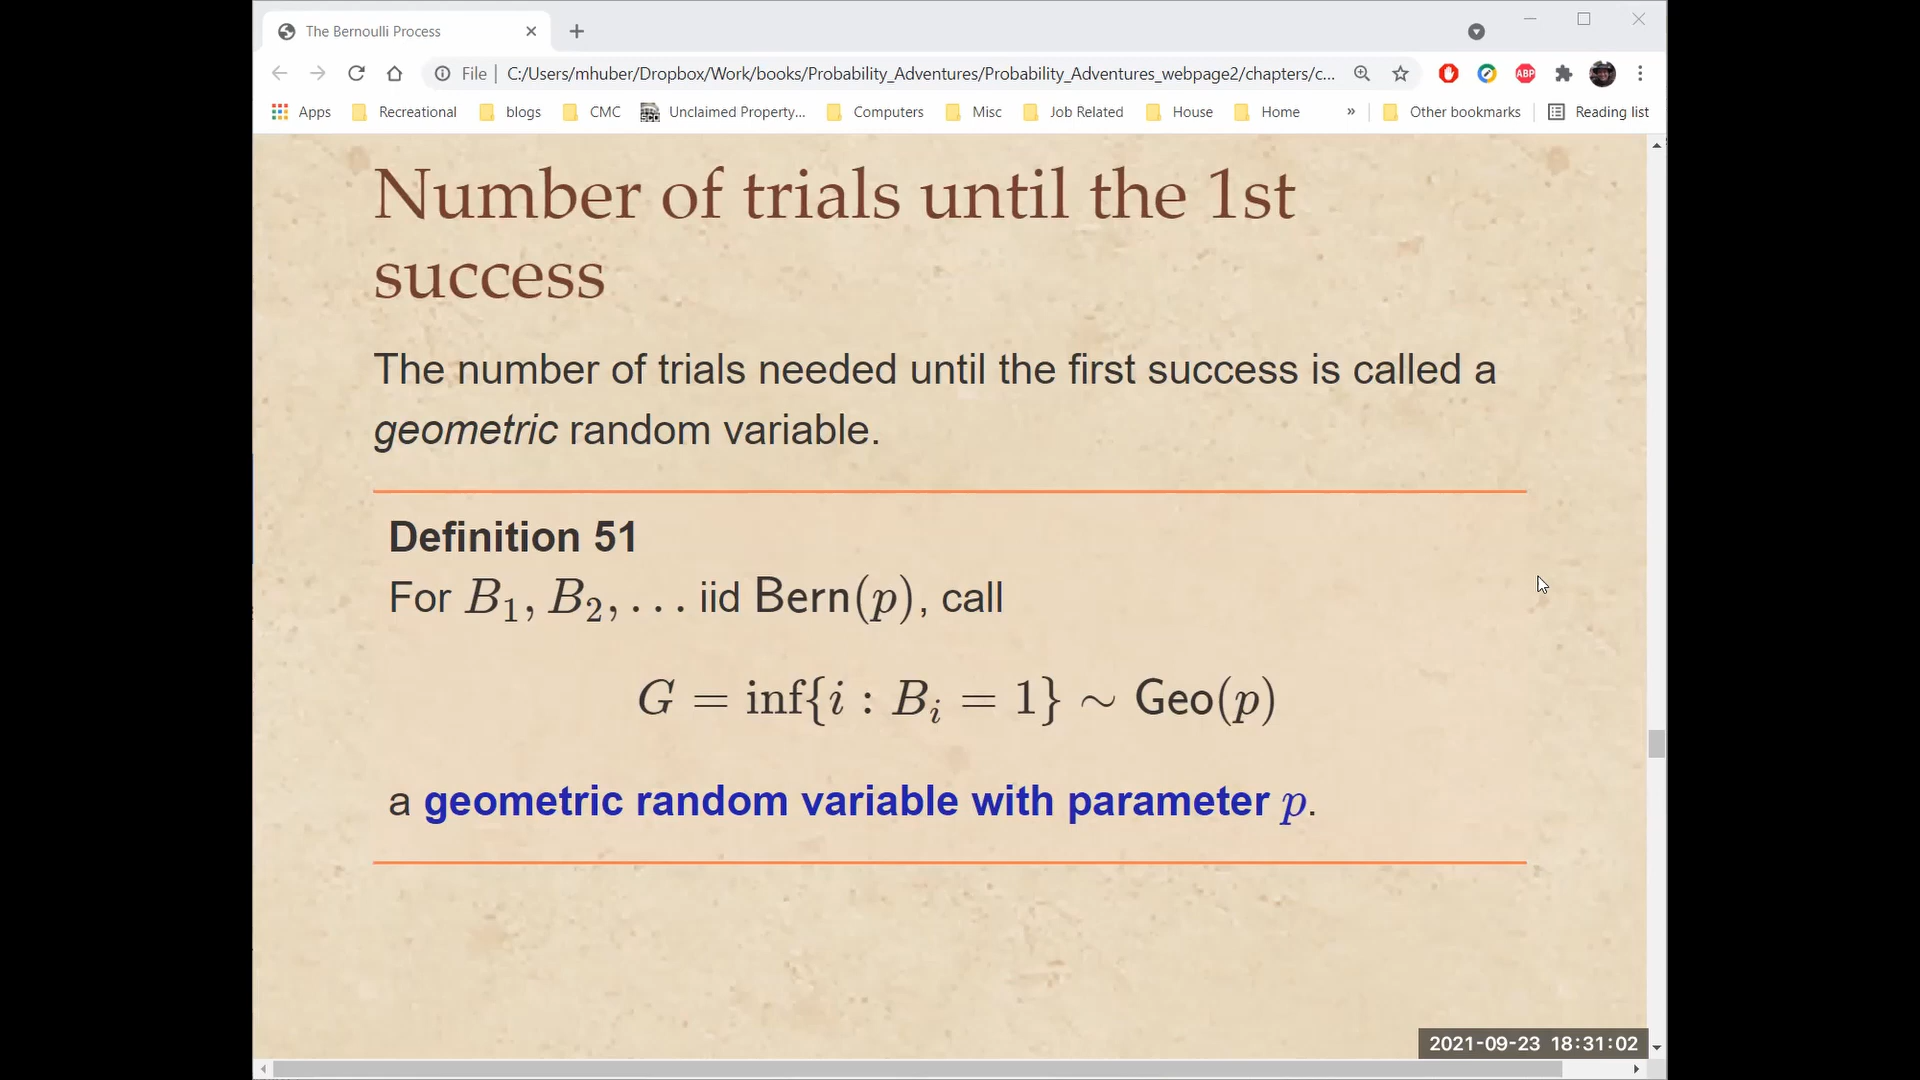 The Bernoulli Process
File
C:/Users/mhuber/Dropbox/Work/books/Probability_Adventures/Probability_Adventures_webpage2/chapters/c...
ABP
Apps Recreational blogs CMC Unclaimed Property... Computers Misc Job Related House Home » Other bookmarks Reading list
Number of trials until the 1st
success
The number of trials needed until the first success is called a
geometric random variable.
Definition 51
For B₁, B₂, … iid Bern(p), call
G = inf{i : Bᵢ = 1} ∼ Geo(p)
a geometric random variable with parameter p.
2021-09-23 18:31:02